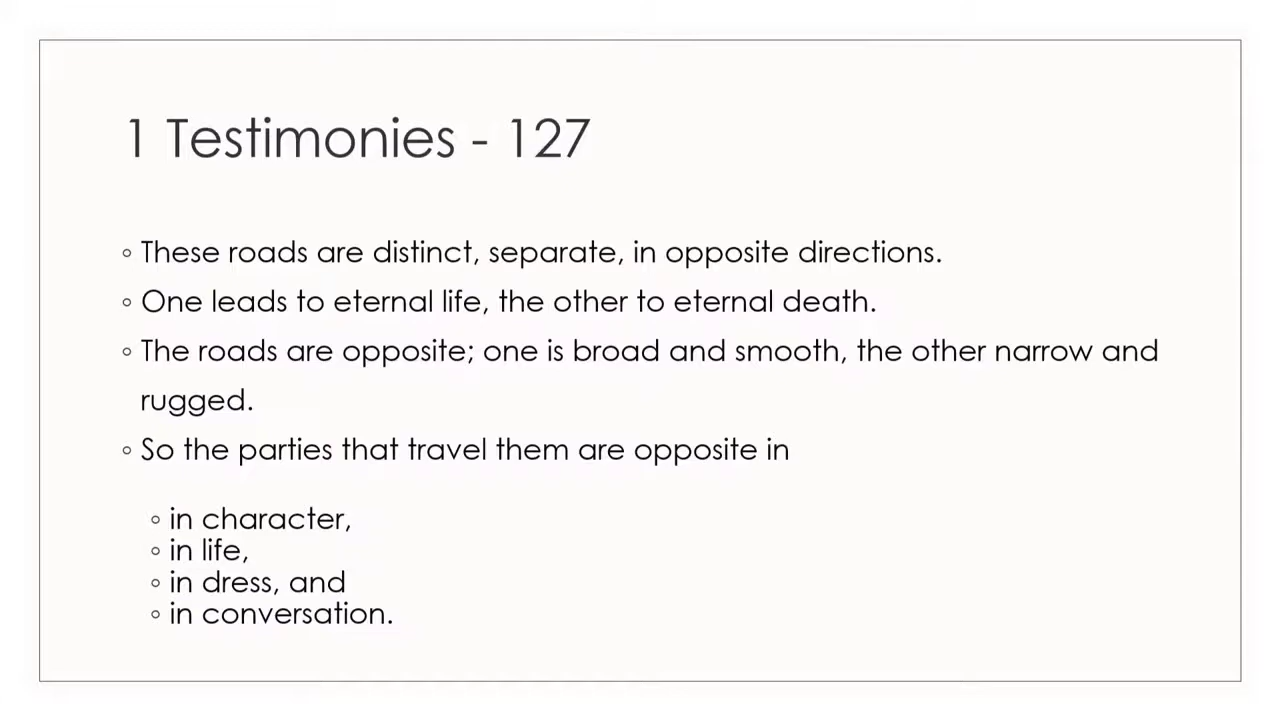 1 Testimonies - 127
◦ These roads are distinct, separate, in opposite directions.
◦ One leads to eternal life, the other to eternal death.
◦ The roads are opposite; one is broad and smooth, the other narrow and
rugged.
◦ So the parties that travel them are opposite in
◦ in character,
◦ in life,
◦ in dress, and
◦ in conversation.